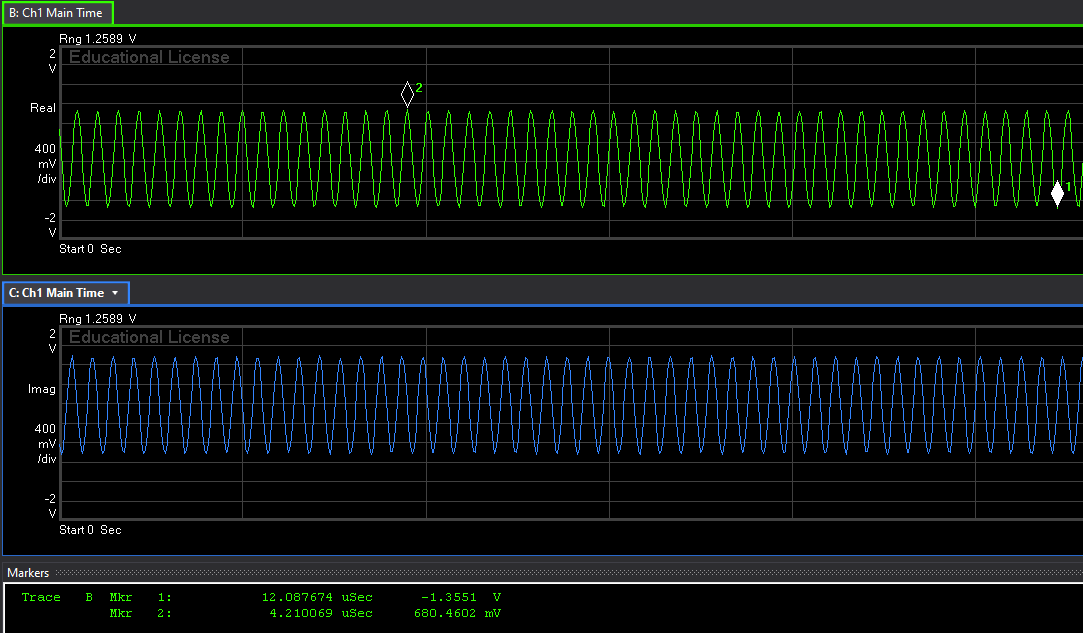 B: Ch1 Main Time
Rng 1.2589 V
2
V
Educational License
2
Real
400
mV
/div
1
-2
V
Start 0 Sec
C: Ch1 Main Time
Rng 1.2589 V
2
V
Educational License
Imag
400
mV
/div
-2
V
Start 0 Sec
Markers
Trace B Mkr 1: 12.087674 uSec -1.3551 V
Mkr 2: 4.210069 uSec 680.4602 mV